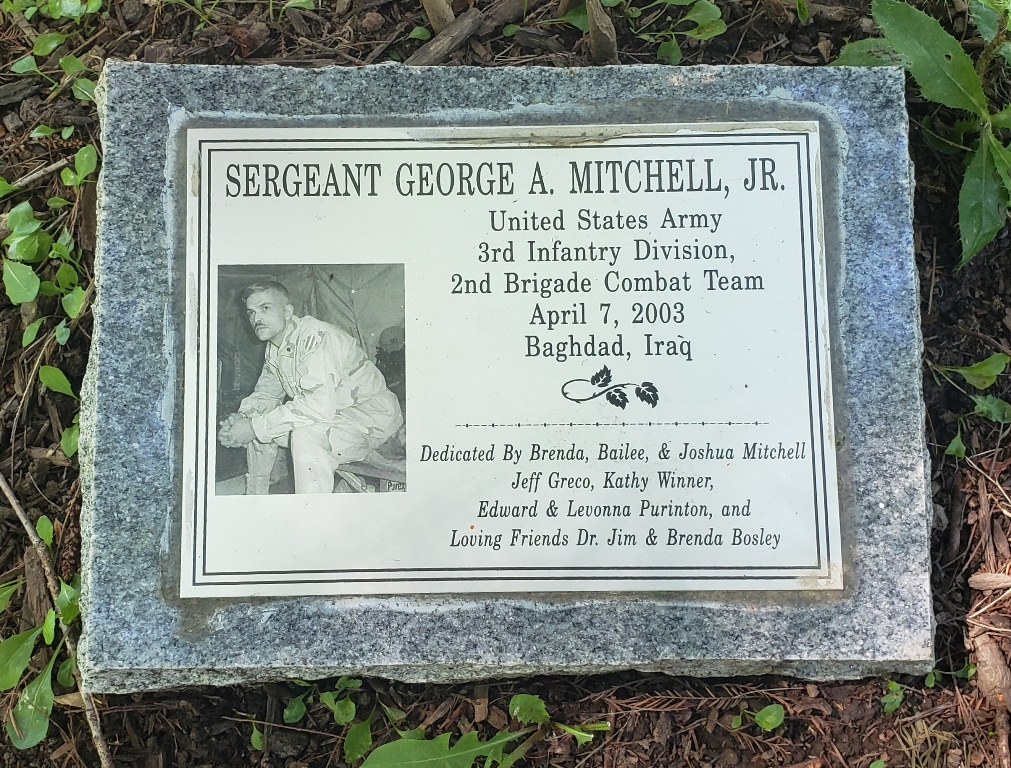 SERGEANT GEORGE A. MITCHELL, JR.
United States Army
3rd Infantry Division,
2nd Brigade Combat Team
April 7, 2003
Baghdad, Iraq
Dedicated By Brenda, Bailee, & Joshua Mitchell
Jeff Greco, Kathy Winner,
Edward & Levonna Purinton, and
Loving Friends Dr. Jim & Brenda Bosley